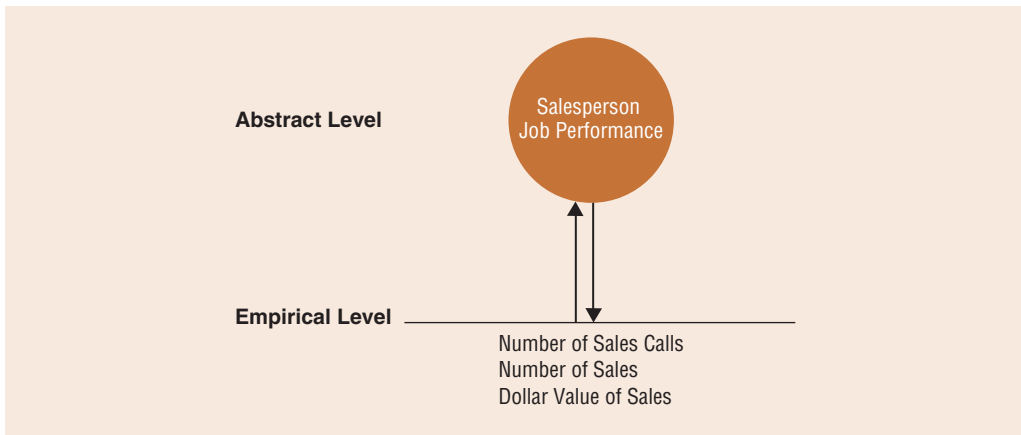 Abstract Level
Salesperson
Job Performance
Empirical Level
Number of Sales Calls
Number of Sales
Dollar Value of Sales